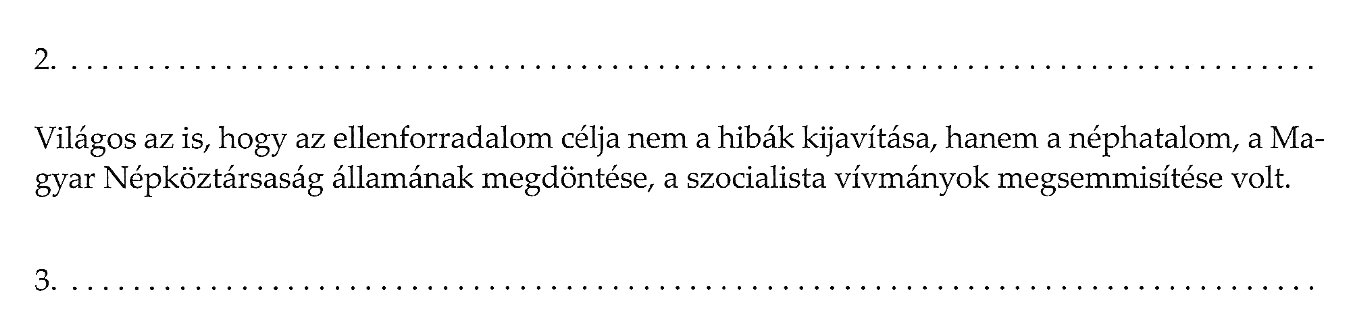 2. . . . . . . . . . . . . . . . . . . . . . . . . . . . . . . . . . . . . . . . . . . . . . . . . . . . . . . . . . . . . . . . . . . . . . . . . . . . . . . . . .
Világos az is, hogy az ellenforradalom célja nem a hibák kijavítása, hanem a néphatalom, a Ma-
gyar Népköztársaság államának megdöntése, a szocialista vívmányok megsemmisítése volt.
3. . . . . . . . . . . . . . . . . . . . . . . . . . . . . . . . . . . . . . . . . . . . . . . . . . . . . . . . . . . . . . . . . . . . . . . . . . . . . . . . . .